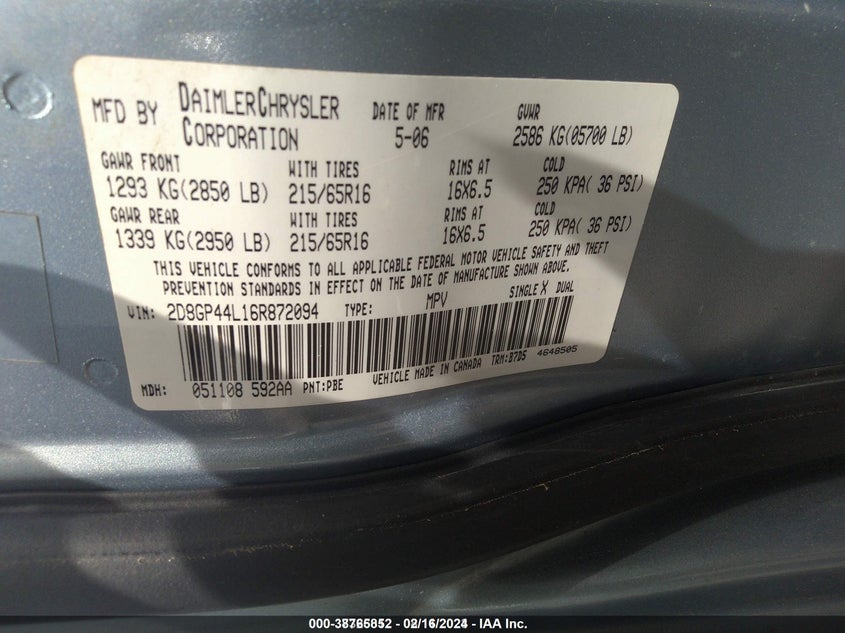 MFD BY DAIMLERCHRYSLER CORPORATION DATE OF MFR 5-06 GVWR 2586 KG(05700 LB)
GAWR FRONT WITH TIRES RIMS AT COLD
1293 KG(2850 LB) 215/65R16 16X6.5 250 KPA( 36 PSI)
GAWR REAR WITH TIRES RIMS AT COLD
1339 KG(2950 LB) 215/65R16 16X6.5 250 KPA( 36 PSI)
THIS VEHICLE CONFORMS TO ALL APPLICABLE FEDERAL MOTOR VEHICLE SAFETY AND THEFT
PREVENTION STANDARDS IN EFFECT ON THE DATE OF MANUFACTURE SHOWN ABOVE.
VIN: 2D8GP44L16R872094 TYPE: MPV SINGLE X DUAL
MDH: 051108 592AA PNT:PBE VEHICLE MADE IN CANADA TRM:B7D5 4648505
000-38765852 - 02/16/2024 - IAA Inc.